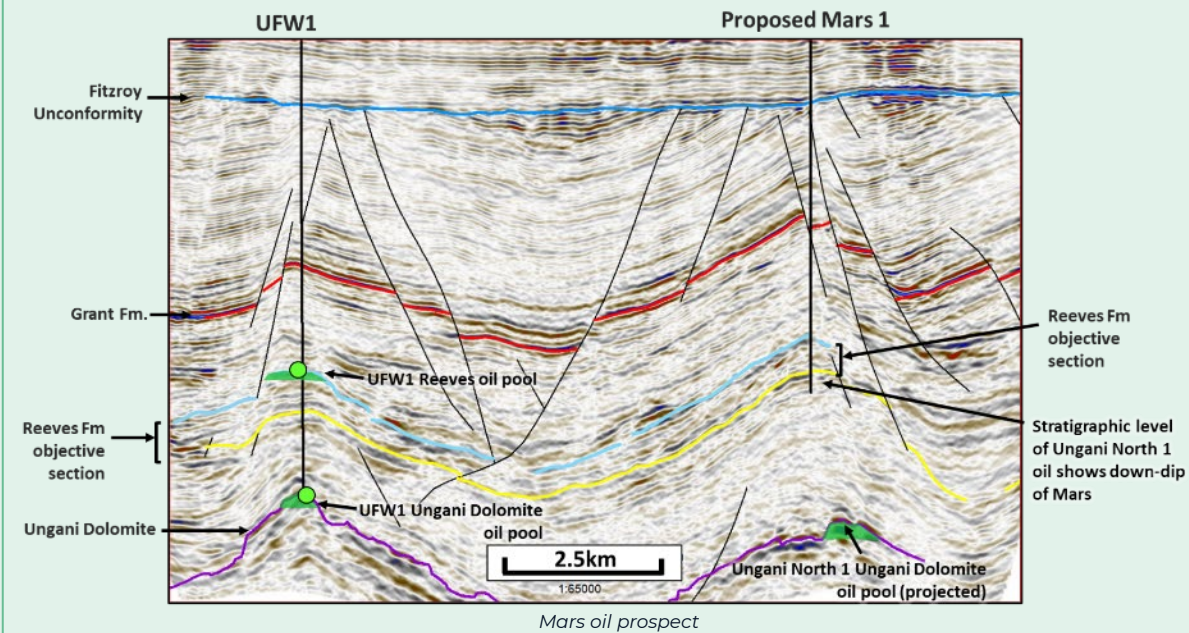 UFW1
Proposed Mars 1
Fitzroy
Unconformity
Grant Fm.
Reeves Fm
objective
section
UFW1 Reeves oil pool
Reeves Fm
objective
section
Stratigraphic level
of Ungani North 1
oil shows down-dip
of Mars
Ungani Dolomite
UFW1 Ungani Dolomite
oil pool
2.5km
1:65000
Ungani North 1 Ungani Dolomite
oil pool (projected)
Mars oil prospect